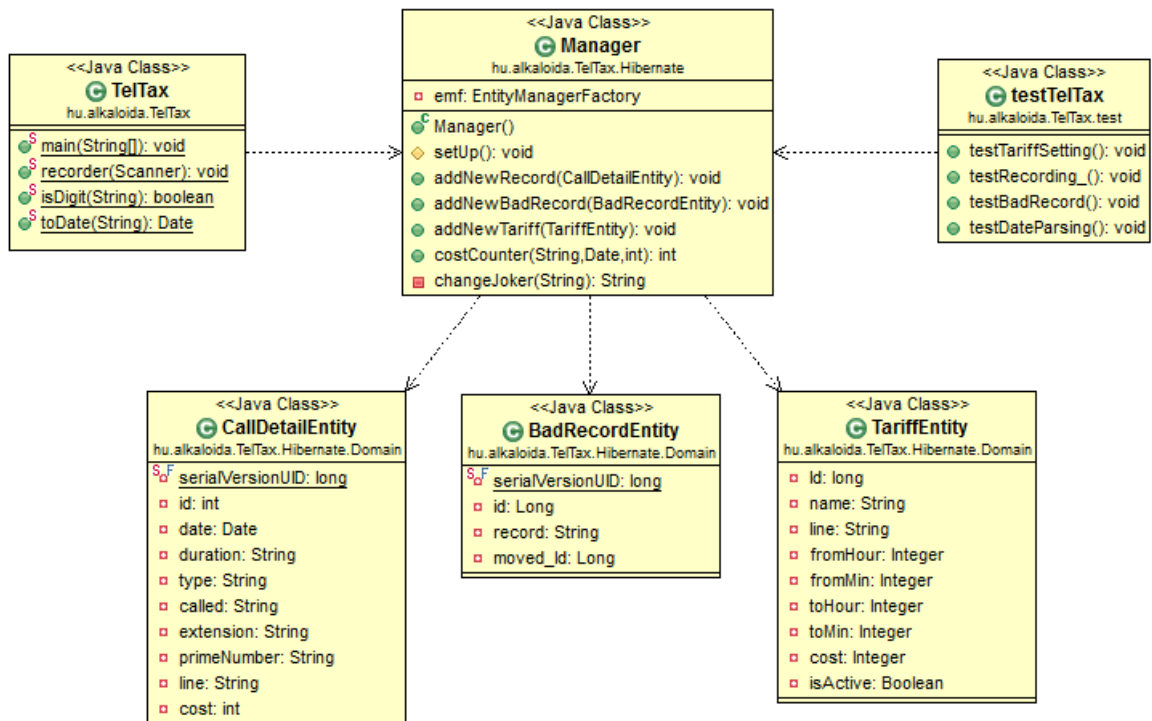 <<Java Class>>
TelTax
hu.alkaloida.TelTax
main(String[]): void
recorder(Scanner): void
isDigit(String): boolean
toDate(String): Date
<<Java Class>>
Manager
hu.alkaloida.TelTax.Hibernate
emf: EntityManagerFactory
Manager()
setUp(): void
addNewRecord(CallDetailEntity): void
addNewBadRecord(BadRecordEntity): void
addNewTariff(TariffEntity): void
costCounter(String,Date,int): int
changeJoker(String): String
<<Java Class>>
testTelTax
hu.alkaloida.TelTax.test
testTariffSetting(): void
testRecording_(): void
testBadRecord(): void
testDateParsing(): void
<<Java Class>>
CallDetailEntity
hu.alkaloida.TelTax.Hibernate.Domain
serialVersionUID: long
id: int
date: Date
duration: String
type: String
called: String
extension: String
primeNumber: String
line: String
cost: int
<<Java Class>>
BadRecordEntity
hu.alkaloida.TelTax.Hibernate.Domain
serialVersionUID: long
id: Long
record: String
moved_Id: Long
<<Java Class>>
TariffEntity
hu.alkaloida.TelTax.Hibernate.Domain
Id: long
name: String
line: String
fromHour: Integer
fromMin: Integer
toHour: Integer
toMin: Integer
cost: Integer
isActive: Boolean